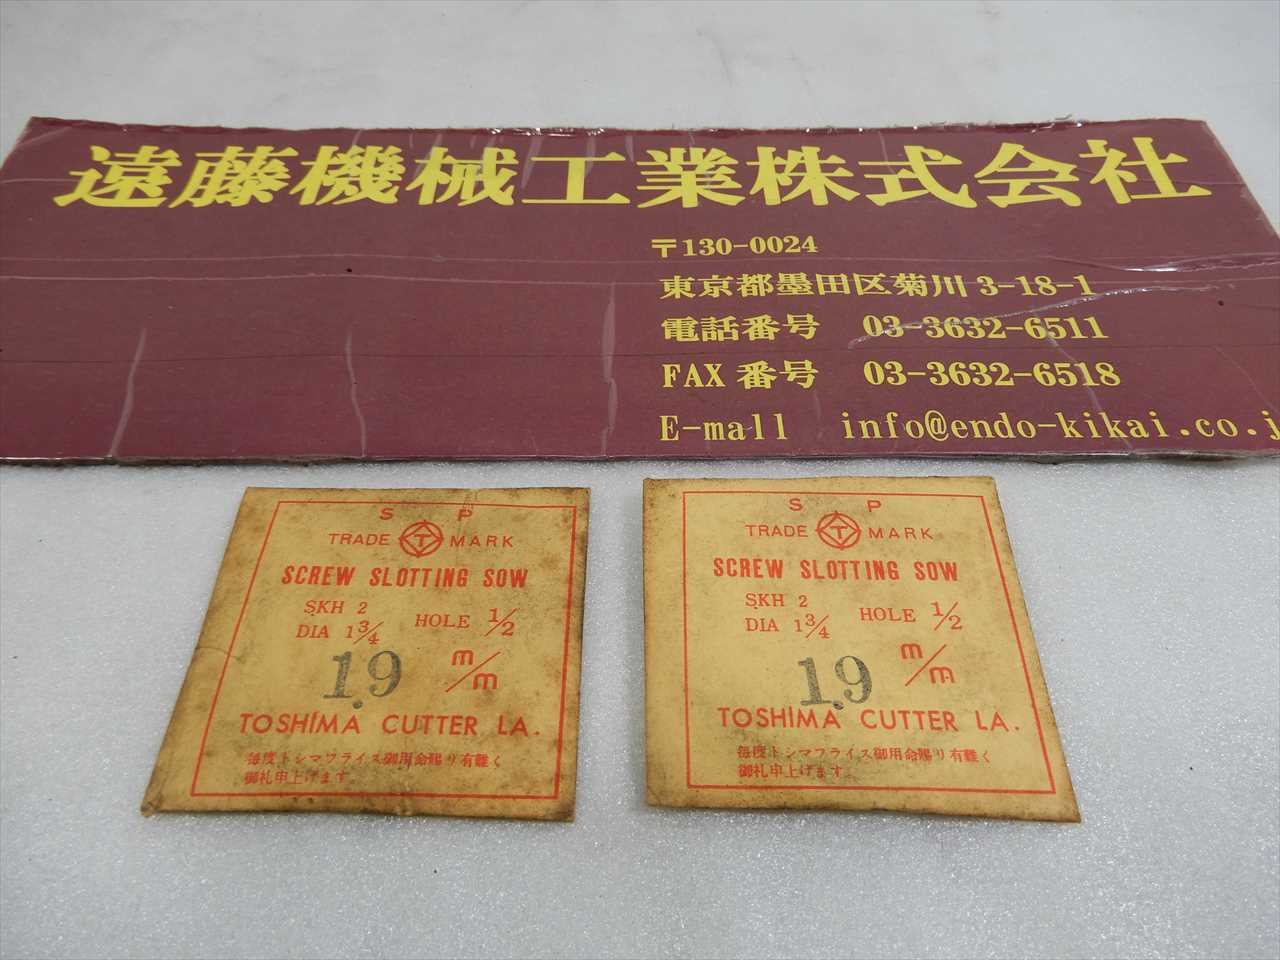 遠藤機械工業株式会社
〒130-0024
東京都墨田区菊川 3-18-1
電話番号 03-3632-6511
FAX 番号 03-3632-6518
E-mall info@endo-kikai.co.j
S P
TRADE T MARK
SCREW SLOTTING SOW
SKH 2
DIA 1 3/4 HOLE 1/2
1.9 m/m
TOSHIMA CUTTER LA.
毎度トシマフライス御用命賜り有難く
御礼申上げます。
S P
TRADE T MARK
SCREW SLOTTING SOW
SKH 2
DIA 1 3/4 HOLE 1/2
1.9 m/m
TOSHIMA CUTTER LA.
毎度トシマフライス御用命賜り有難く
御礼申上げます。